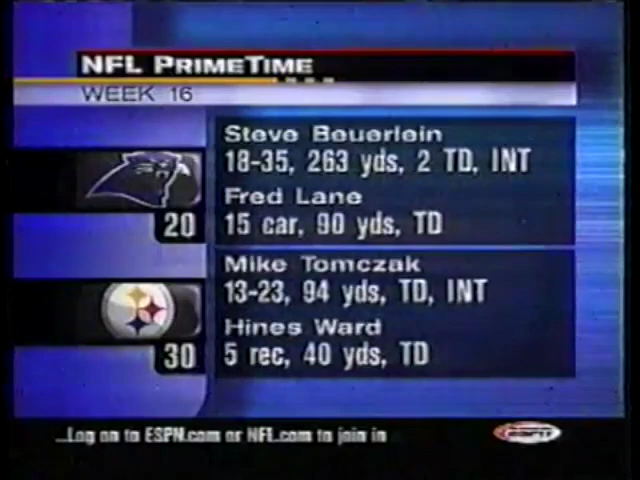 NFL PRIMETIME
WEEK 16
Steve Beuerlein
18-35, 263 yds, 2 TD, INT
Fred Lane
20
15 car, 90 yds, TD
Mike Tomczak
13-23, 94 yds, TD, INT
Hines Ward
30
5 rec, 40 yds, TD
...Log on to ESPN.com or NFL.com to join in
ESPN